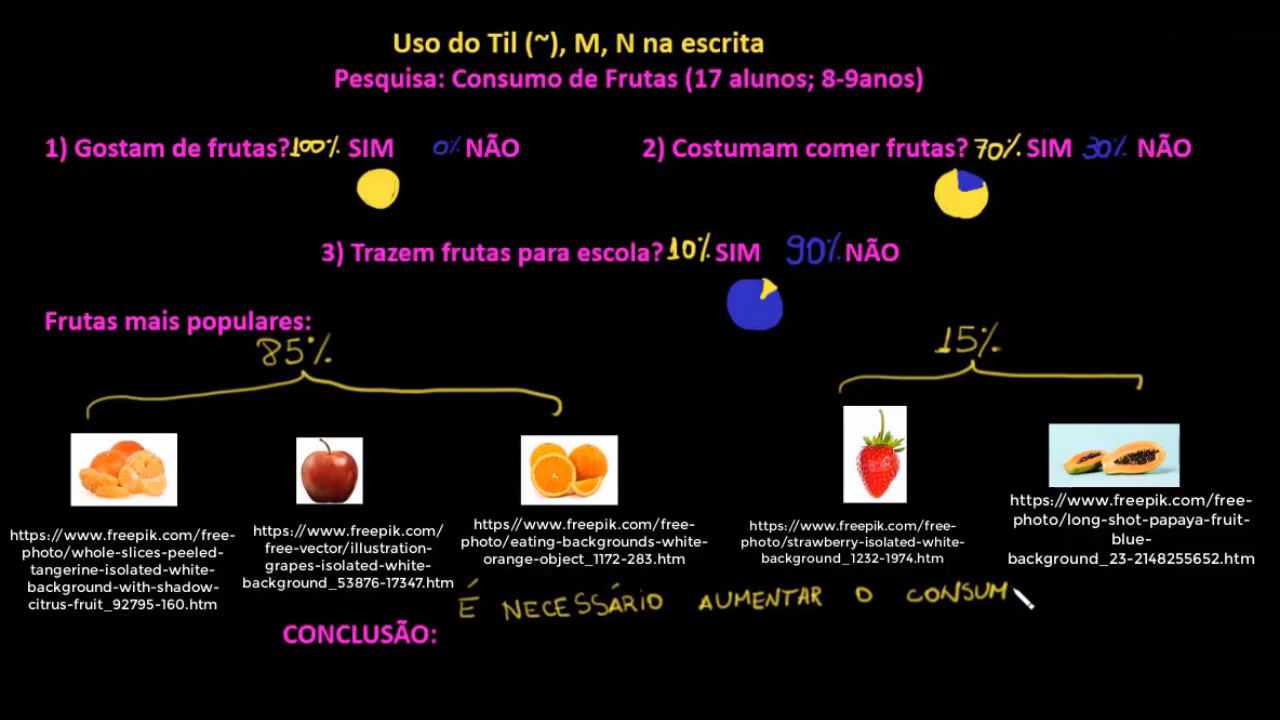 Uso do Til (~), M, N na escrita
Pesquisa: Consumo de Frutas (17 alunos; 8-9anos)
1) Gostam de frutas? 100% SIM 0% NÃO
2) Costumam comer frutas? 70% SIM 30% NÃO
3) Trazem frutas para escola? 10% SIM 90% NÃO
Frutas mais populares:
85%
15%
https://www.freepik.com/free-
photo/whole-slices-peeled-
tangerine-isolated-white-
background-with-shadow-
citrus-fruit_92795-160.htm
https://www.freepik.com/
free-vector/illustration-
grapes-isolated-white-
background_53876-17347.htm
https://www.freepik.com/free-
photo/eating-backgrounds-white-
orange-object_1172-283.htm
https://www.freepik.com/free-
photo/strawberry-isolated-white-
background_1232-1974.htm
https://www.freepik.com/free-
photo/long-shot-papaya-fruit-
blue-
background_23-2148255652.htm
É NECESSÁRIO AUMENTAR O CONSUM
CONCLUSÃO: